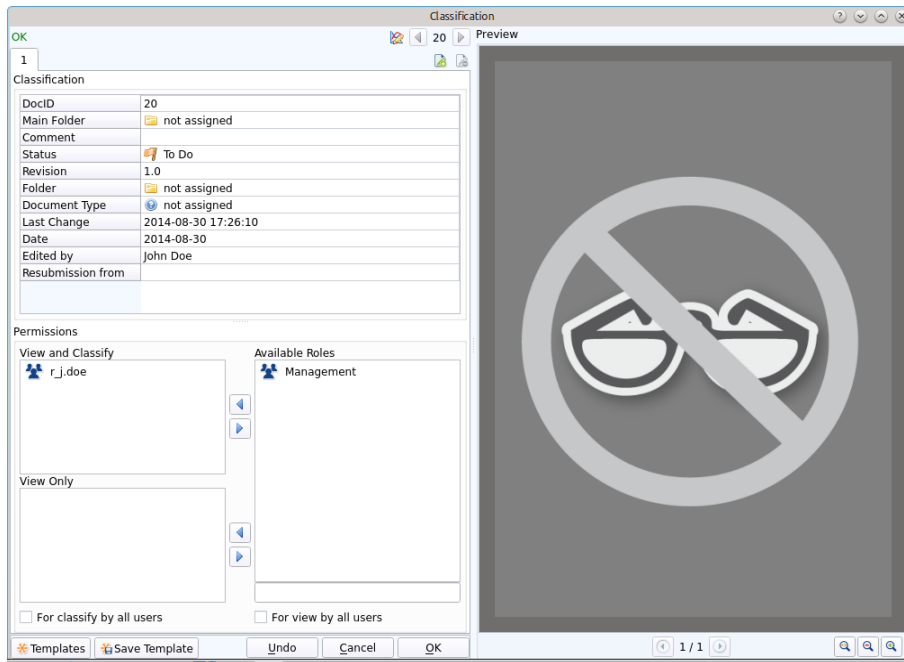 Classification
OK
20
Preview
1
Classification
DocID 20
Main Folder not assigned
Comment
Status To Do
Revision 1.0
Folder not assigned
Document Type not assigned
Last Change 2014-08-30 17:26:10
Date 2014-08-30
Edited by John Doe
Resubmission from
Permissions
View and Classify
Available Roles
r_j.doe
Management
View Only
For classify by all users
For view by all users
Templates
Save Template
Undo
Cancel
OK
1 / 1